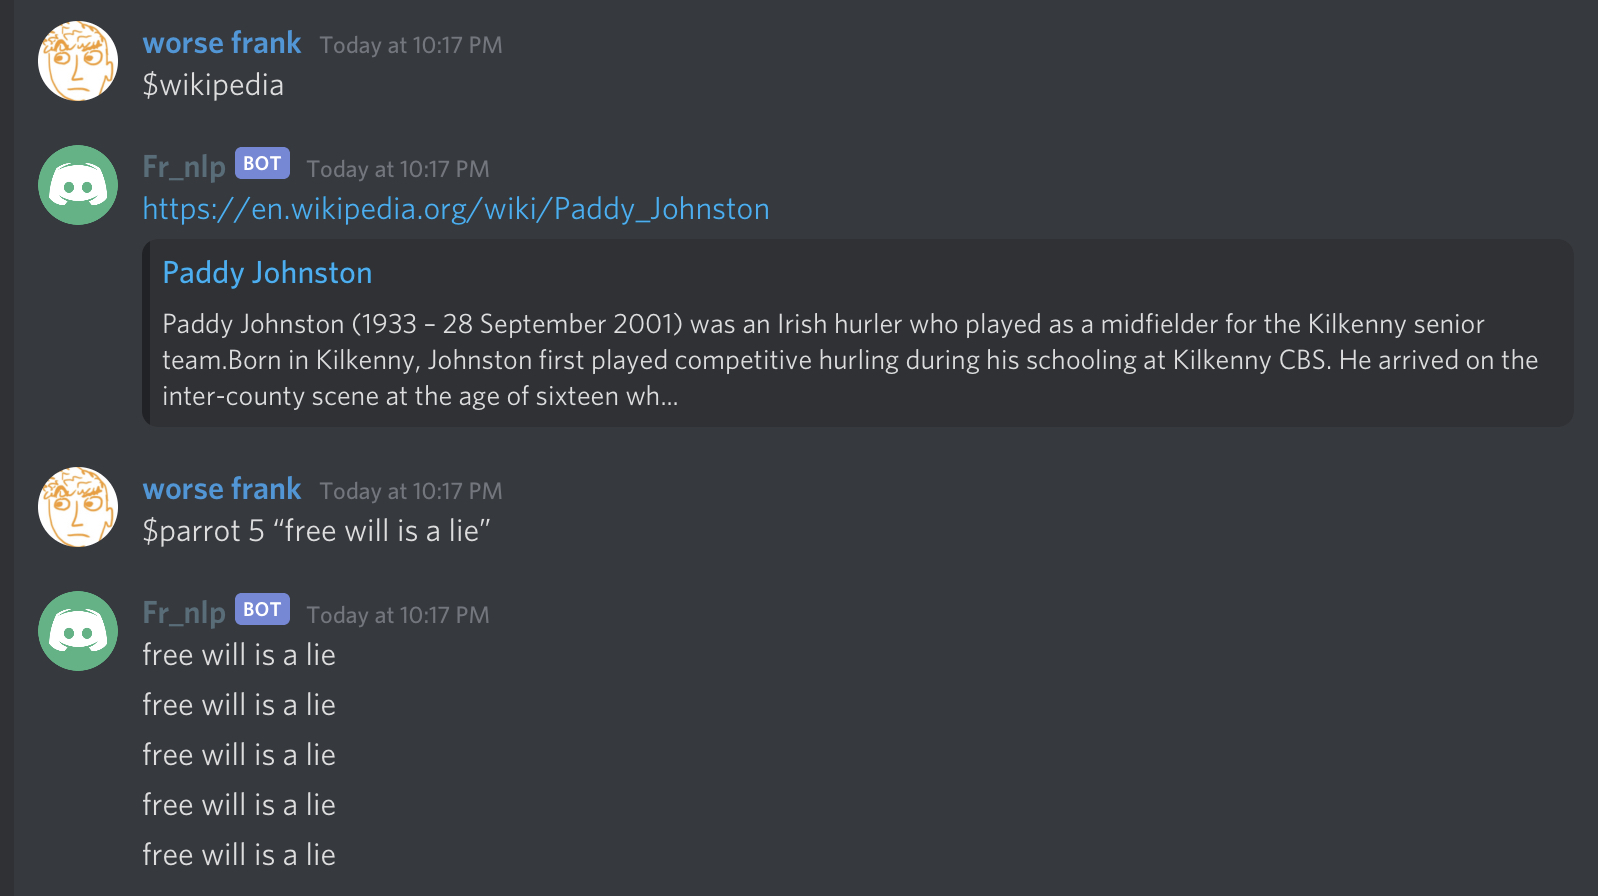 worse frank Today at 10:17 PM
$wikipedia
Fr_nlp BOT Today at 10:17 PM
https://en.wikipedia.org/wiki/Paddy_Johnston
Paddy Johnston
Paddy Johnston (1933 – 28 September 2001) was an Irish hurler who played as a midfielder for the Kilkenny senior
team.Born in Kilkenny, Johnston first played competitive hurling during his schooling at Kilkenny CBS. He arrived on the
inter-county scene at the age of sixteen wh...
worse frank Today at 10:17 PM
$parrot 5 “free will is a lie”
Fr_nlp BOT Today at 10:17 PM
free will is a lie
free will is a lie
free will is a lie
free will is a lie
free will is a lie